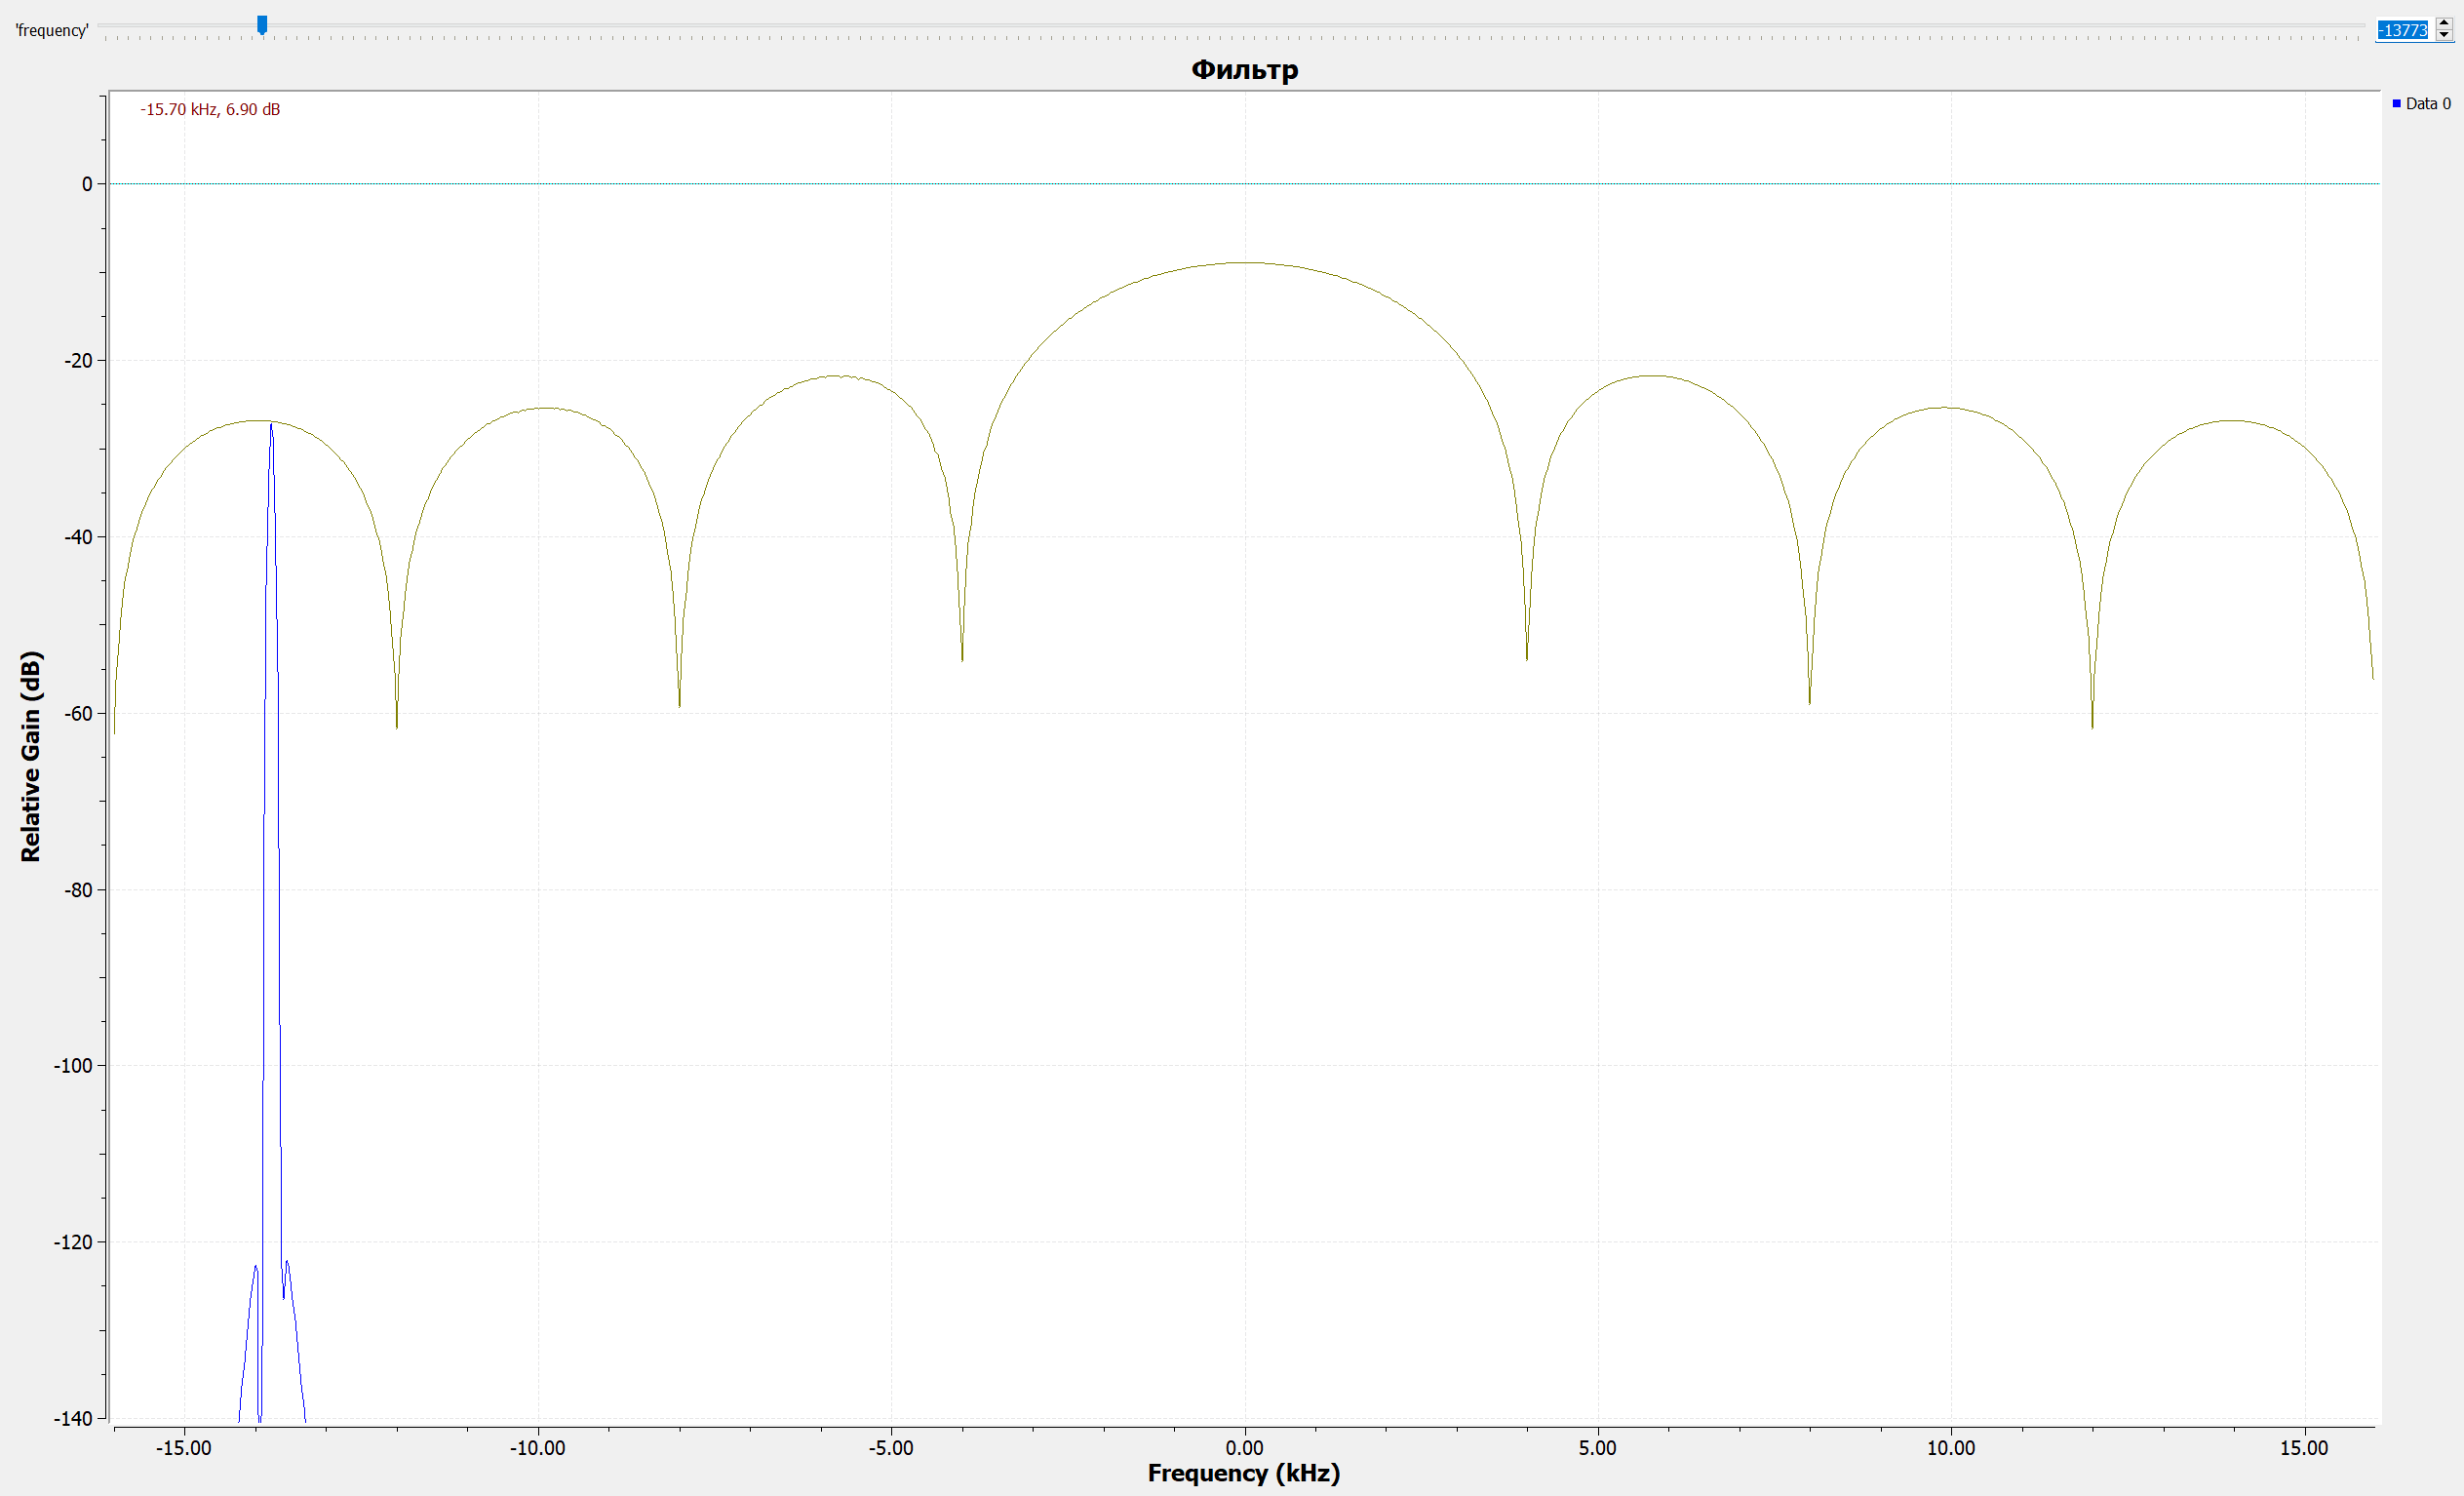 'frequency'
-13773
Фильтр
-15.70 kHz, 6.90 dB
Data 0
0
-20
-40
-60
-80
-100
-120
-140
Relative Gain (dB)
-15.00
-10.00
-5.00
0.00
5.00
10.00
15.00
Frequency (kHz)